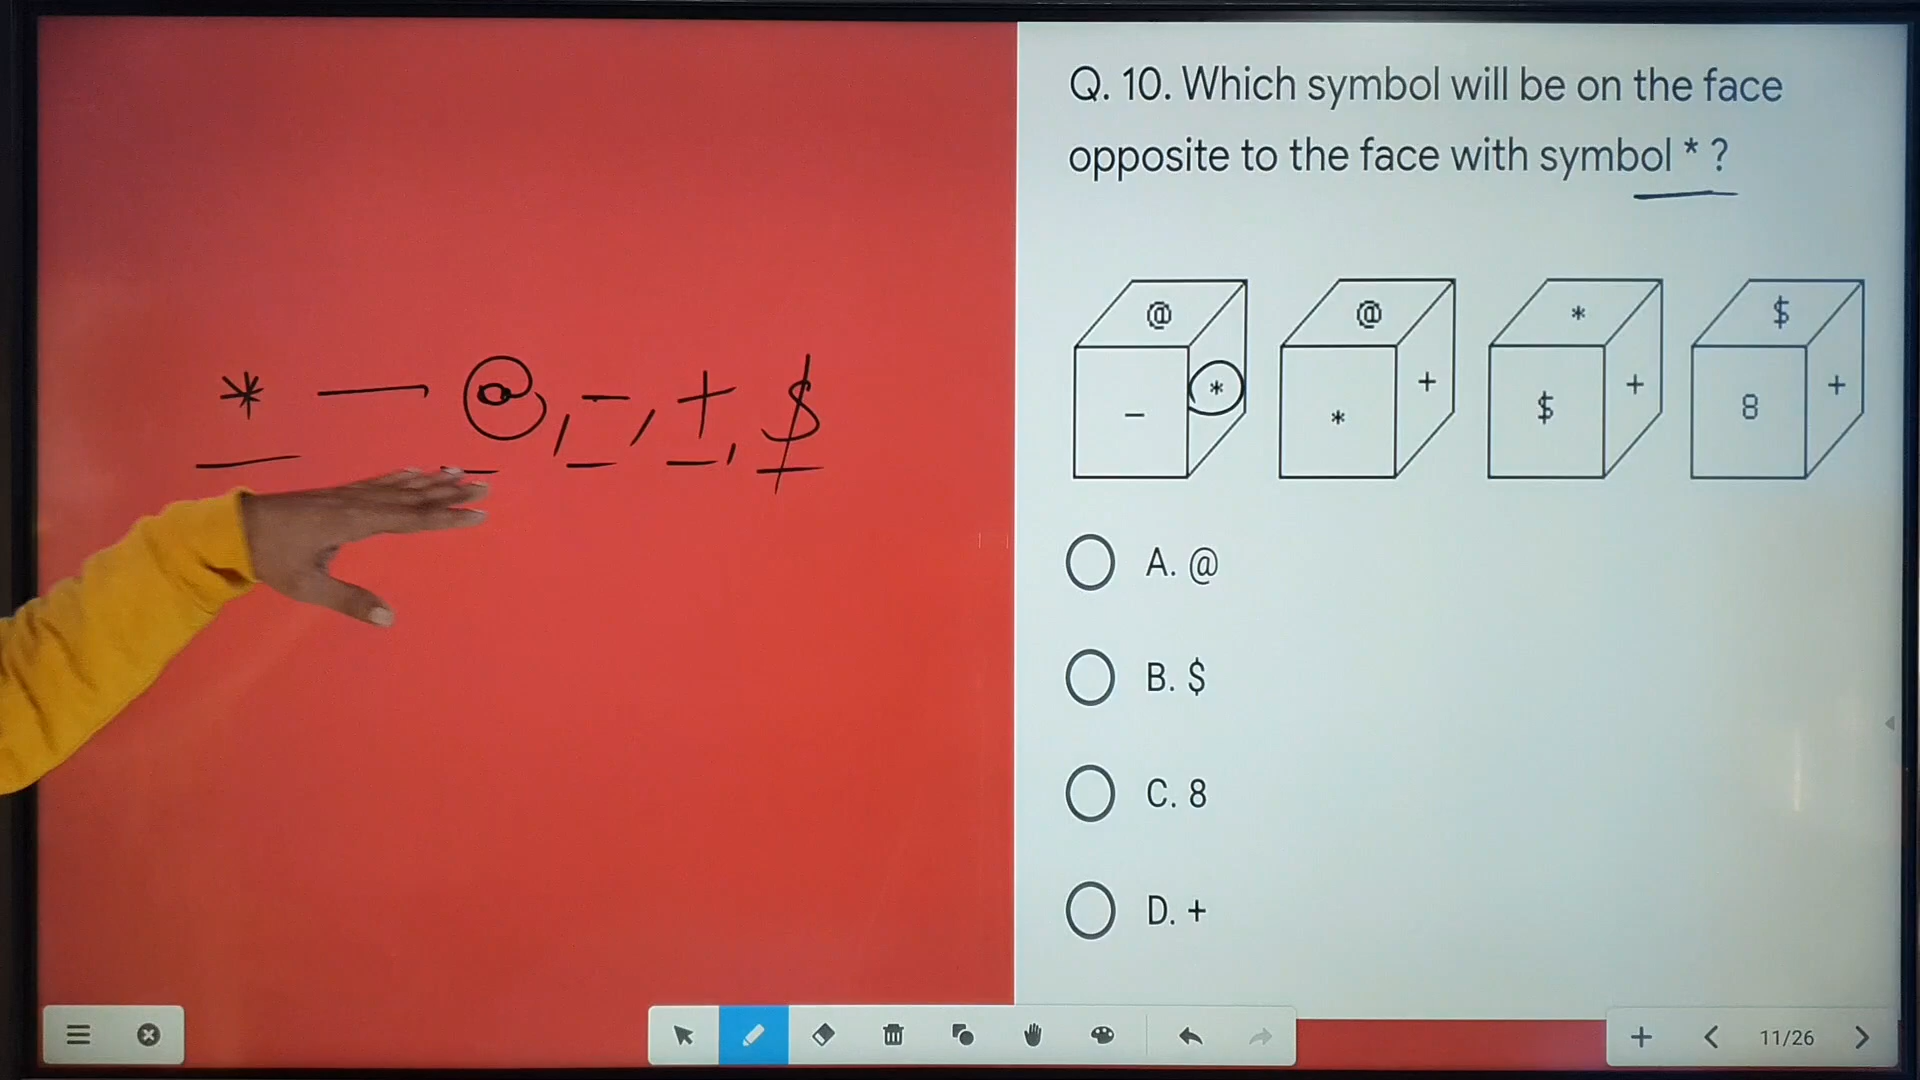 * — @, -, +, $
Q. 10. Which symbol will be on the face
opposite to the face with symbol * ?
@
-
*
@
*
+
*
$
+
$
8
+
A. @
B. $
C. 8
D. +
11/26